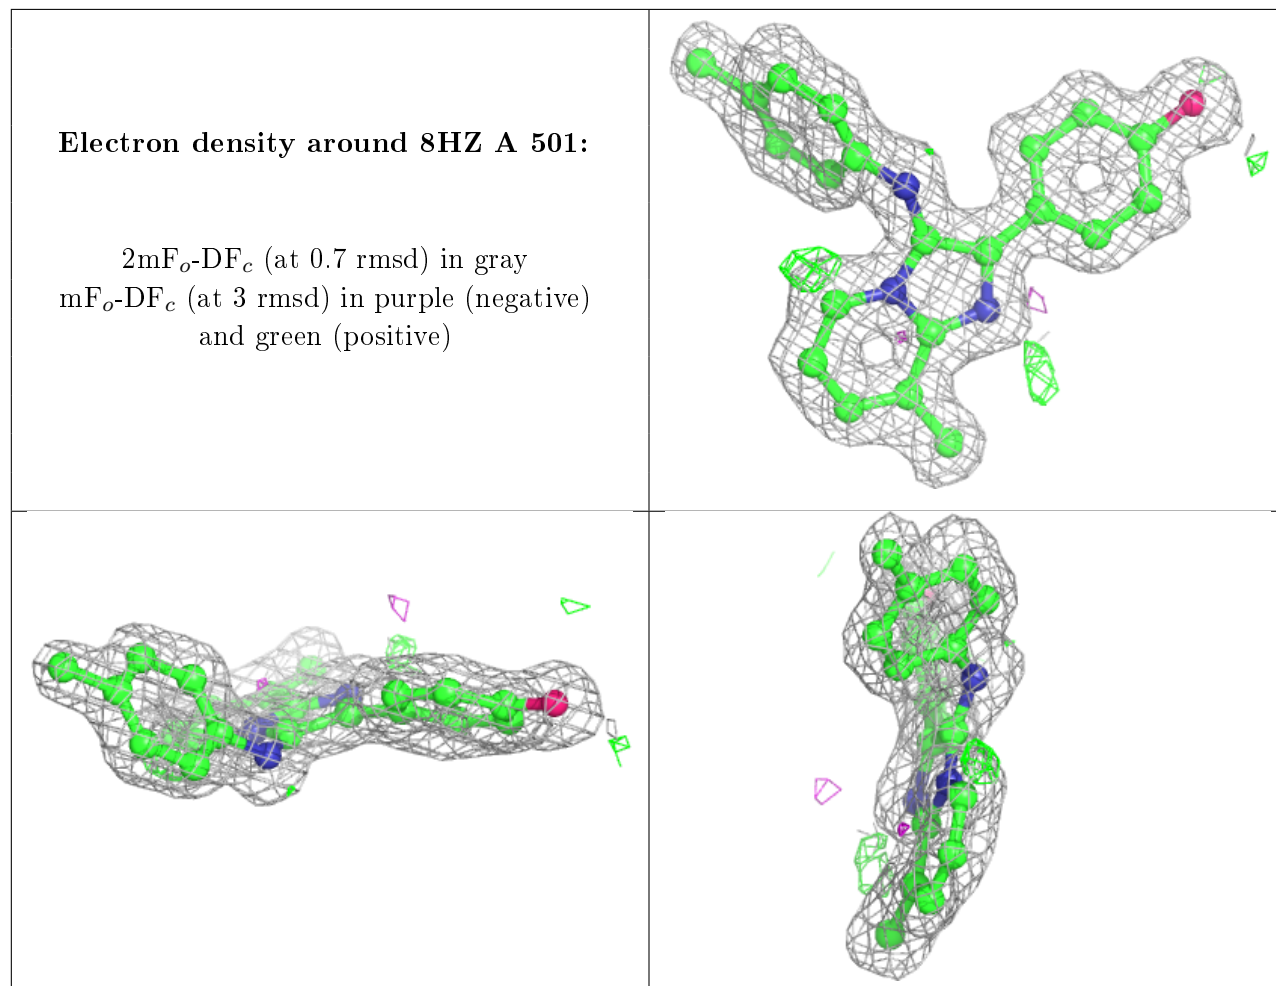 Electron density around 8HZ A 501:
2mFₒ-DF𝒸 (at 0.7 rmsd) in gray
mFₒ-DF𝒸 (at 3 rmsd) in purple (negative)
and green (positive)